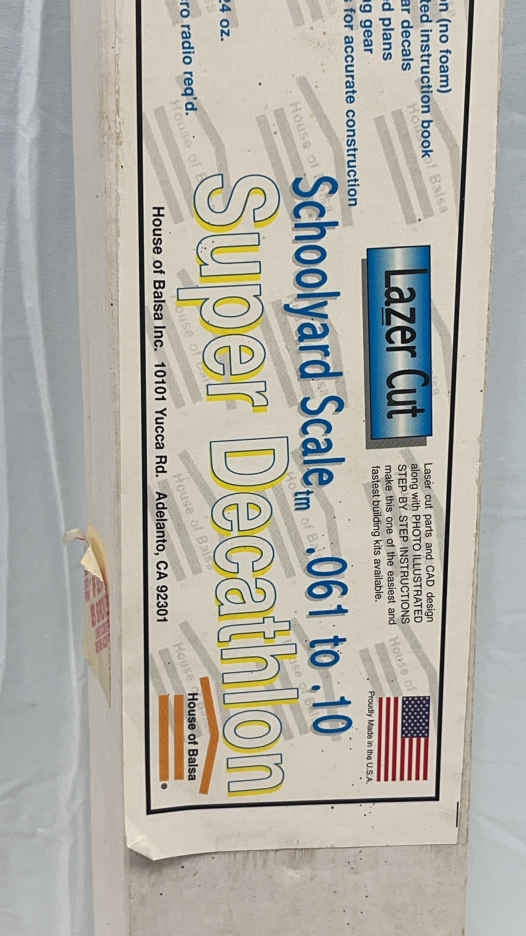 n (no foam)
ted instruction book
ar decals
d plans
g gear
for accurate construction
4 oz.
ro radio req'd.
Lazer Cut
Laser cut parts and CAD design
along with PHOTO ILLUSTRATED
STEP BY STEP INSTRUCTIONS
make this one of the easiest and
fastest building kits available.
Proudly Made in the U.S.A.
Schoolyard Scale tm .061 to .10
Super Decathlon
House of Balsa
House of Balsa Inc. 10101 Yucca Rd. Adelanto, CA 92301